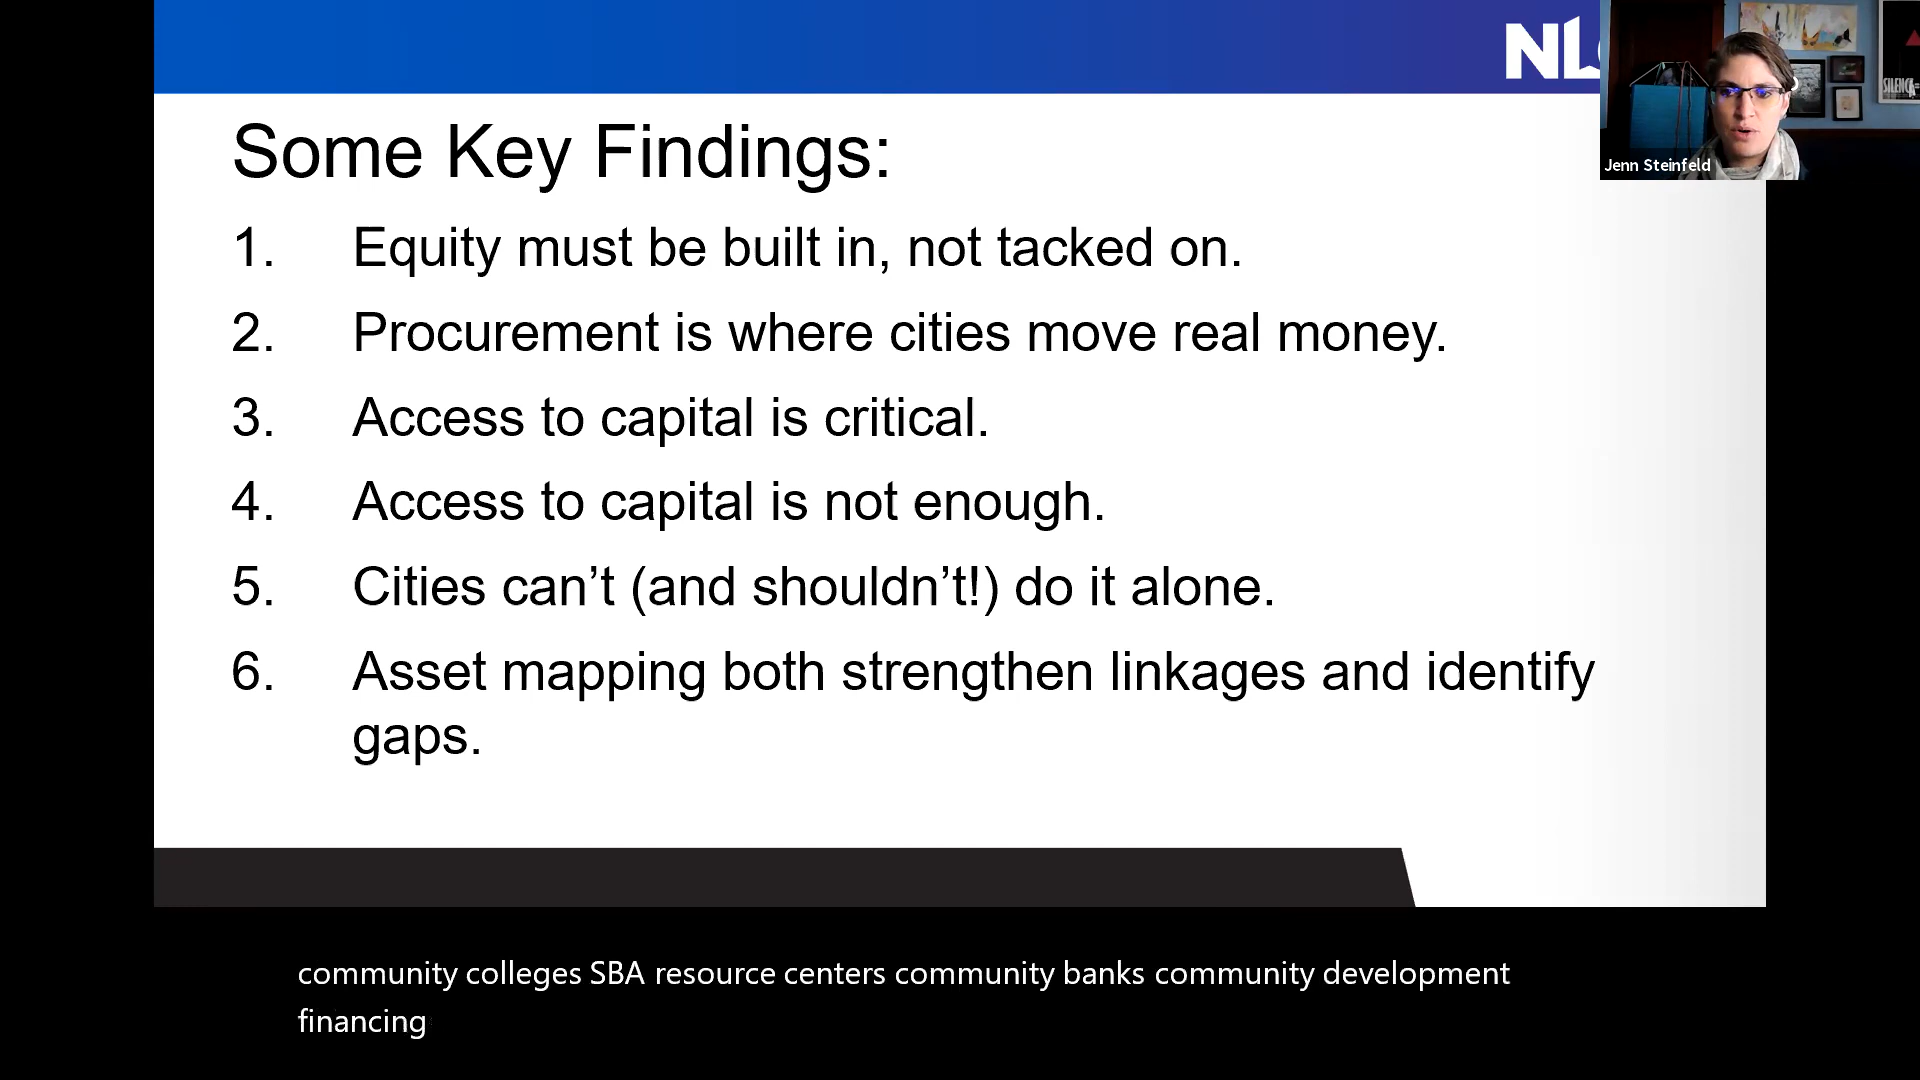 NL
Jenn Steinfeld
SILENCE
Some Key Findings:
1. Equity must be built in, not tacked on.
2. Procurement is where cities move real money.
3. Access to capital is critical.
4. Access to capital is not enough.
5. Cities can’t (and shouldn’t!) do it alone.
6. Asset mapping both strengthen linkages and identify
gaps.
community colleges SBA resource centers community banks community development
financing